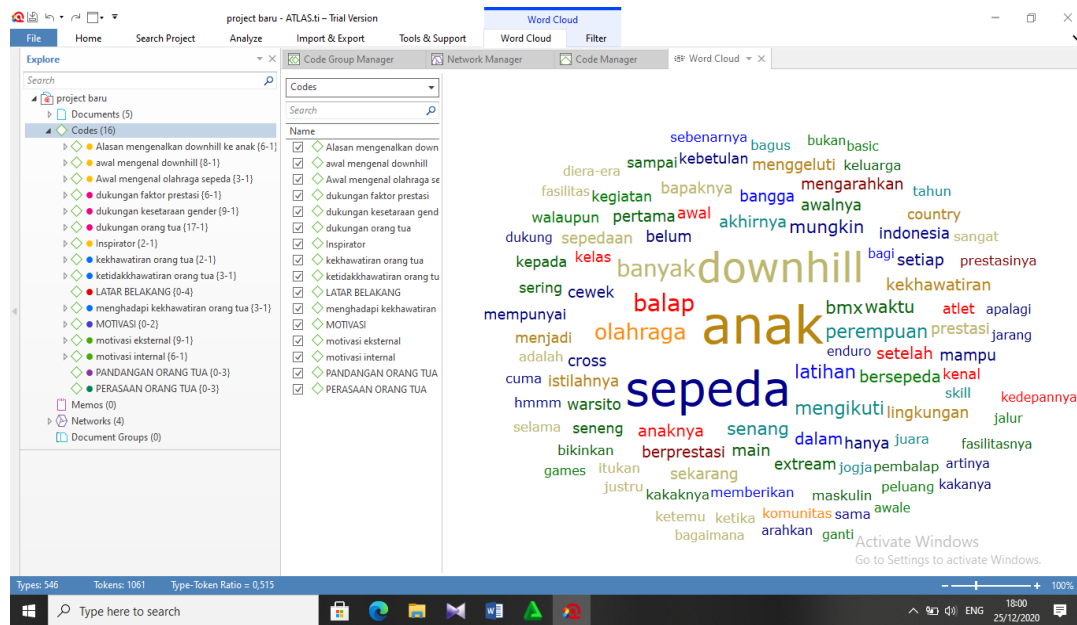 project baru - ATLAS.ti – Trial Version
Word Cloud
File Home Search Project Analyze Import & Export Tools & Support Word Cloud Filter
Explore
Search
project baru
Documents (5)
Codes (16)
Alasan mengenalkan downhill ke anak {6-1}
awal mengenal downhill {8-1}
Awal mengenal olahraga sepeda {3-1}
dukungan faktor prestasi {6-1}
dukungan kesetaraan gender {9-1}
dukungan orang tua {17-1}
Inspirator {2-1}
kekhawatiran orang tua {2-1}
ketidakkhawatiran orang tua {3-1}
LATAR BELAKANG {0-4}
menghadapi kekhawatiran orang tua {3-1}
MOTIVASI {0-2}
motivasi eksternal {9-1}
motivasi internal {6-1}
PANDANGAN ORANG TUA {0-3}
PERASAAN ORANG TUA {0-3}
Memos (0)
Networks (4)
Document Groups (0)
Code Group Manager Network Manager Code Manager Word Cloud
Codes
Search
Name
Alasan mengenalkan down
awal mengenal downhill
Awal mengenal olahraga se
dukungan faktor prestasi
dukungan kesetaraan gend
dukungan orang tua
Inspirator
kekhawatiran orang tua
ketidakkhawatiran orang tu
LATAR BELAKANG
menghadapi kekhawatiran
MOTIVASI
motivasi eksternal
motivasi internal
PANDANGAN ORANG TUA
PERASAAN ORANG TUA
sebenarnya bagus bukan basic
sampai kebetulan menggeluti keluarga
diera-era bapaknya bangga mengarahkan tahun
fasilitas kegiatan awalnya
walaupun pertama awal akhirnya mungkin country
dukung sepedaan belum indonesia sangat
kepada kelas banyak downhill bagi setiap prestasinya
sering cewek kekhawatiran
mempunyai balap anak bmx waktu atlet apalagi
menjadi olahraga perempuan prestasi jarang
adalah cross enduro setelah mampu
cuma istilahnya sepeda latihan bersepeda kenal
hmmm warsito mengikuti lingkungan skill kedepannya
selama seneng anaknya senang dalam hanya juara jalur
bikinkan berprestasi main fasilitasnya
games itukan sekarang extream jogja pembalap artinya
justru kakaknya memberikan maskulin peluang kakanya
ketemu ketika komunitas sama awale
bagaimana arahkan ganti
Activate Windows
Go to Settings to activate Windows.
Types: 546 Tokens: 1061 Type-Token Ratio = 0,515
100%
Type here to search
ENG
18:00
25/12/2020